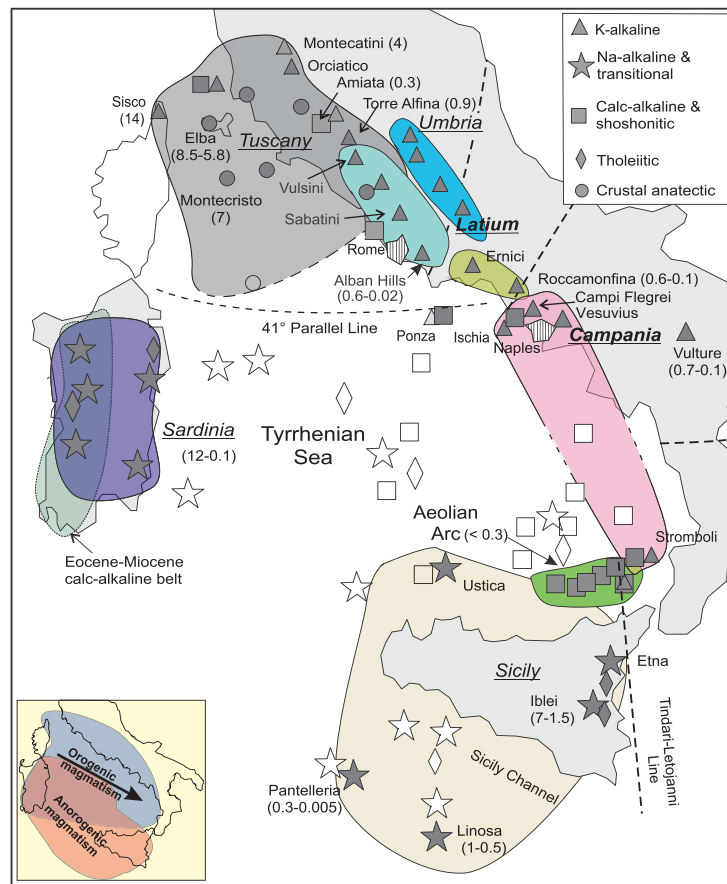 Montecatini (4)
Orciatico
Amiata (0.3)
Torre Alfina (0.9)
Sisco
(14)
Elba
(8.5-5.8)
Tuscany
Umbria
Montecristo
(7)
Vulsini
Sabatini
Latium
Rome
Ernici
Alban Hills
(0.6-0.02)
Roccamonfina (0.6-0.1)
Campi Flegrei
Vesuvius
41° Parallel Line
Ponza
Ischia
Naples
Campania
Vulture
(0.7-0.1)
Sardinia
(12-0.1)
Tyrrhenian
Sea
Aeolian
Arc (< 0.3)
Stromboli
Eocene-Miocene
calc-alkaline belt
Ustica
Sicily
Etna
Iblei
(7-1.5)
Tindari-Letojanni
Line
Sicily Channel
Pantelleria
(0.3-0.005)
Linosa
(1-0.5)
K-alkaline
Na-alkaline &
transitional
Calc-alkaline &
shoshonitic
Tholeiitic
Crustal anatectic
Orogenic
magmatism
Anorogenic
magmatism